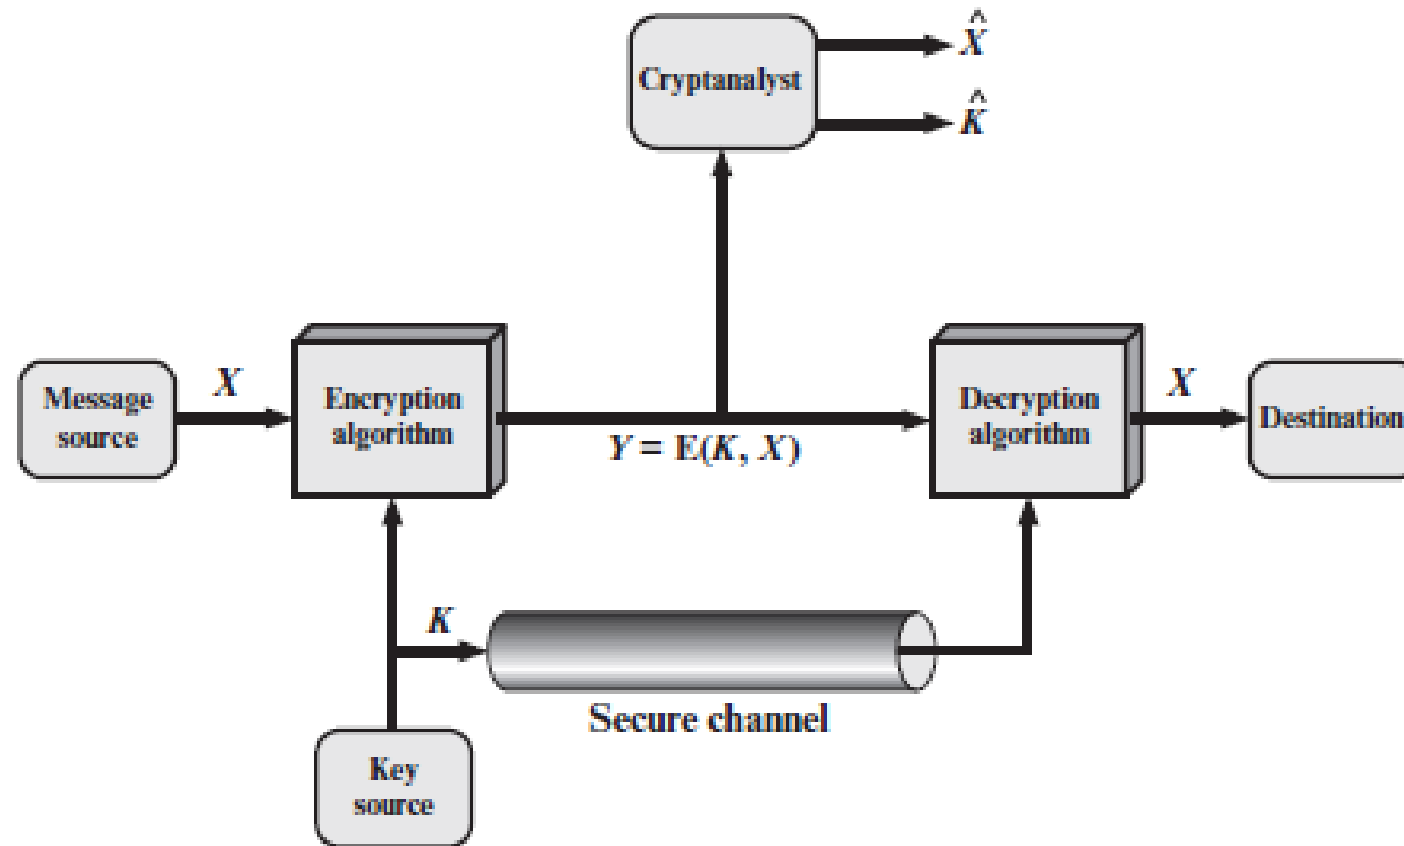 X̂
Cryptanalyst
K̂
Message
source
X
Encryption
algorithm
Y = E(K, X)
Decryption
algorithm
X
Destination
K
Secure channel
Key
source